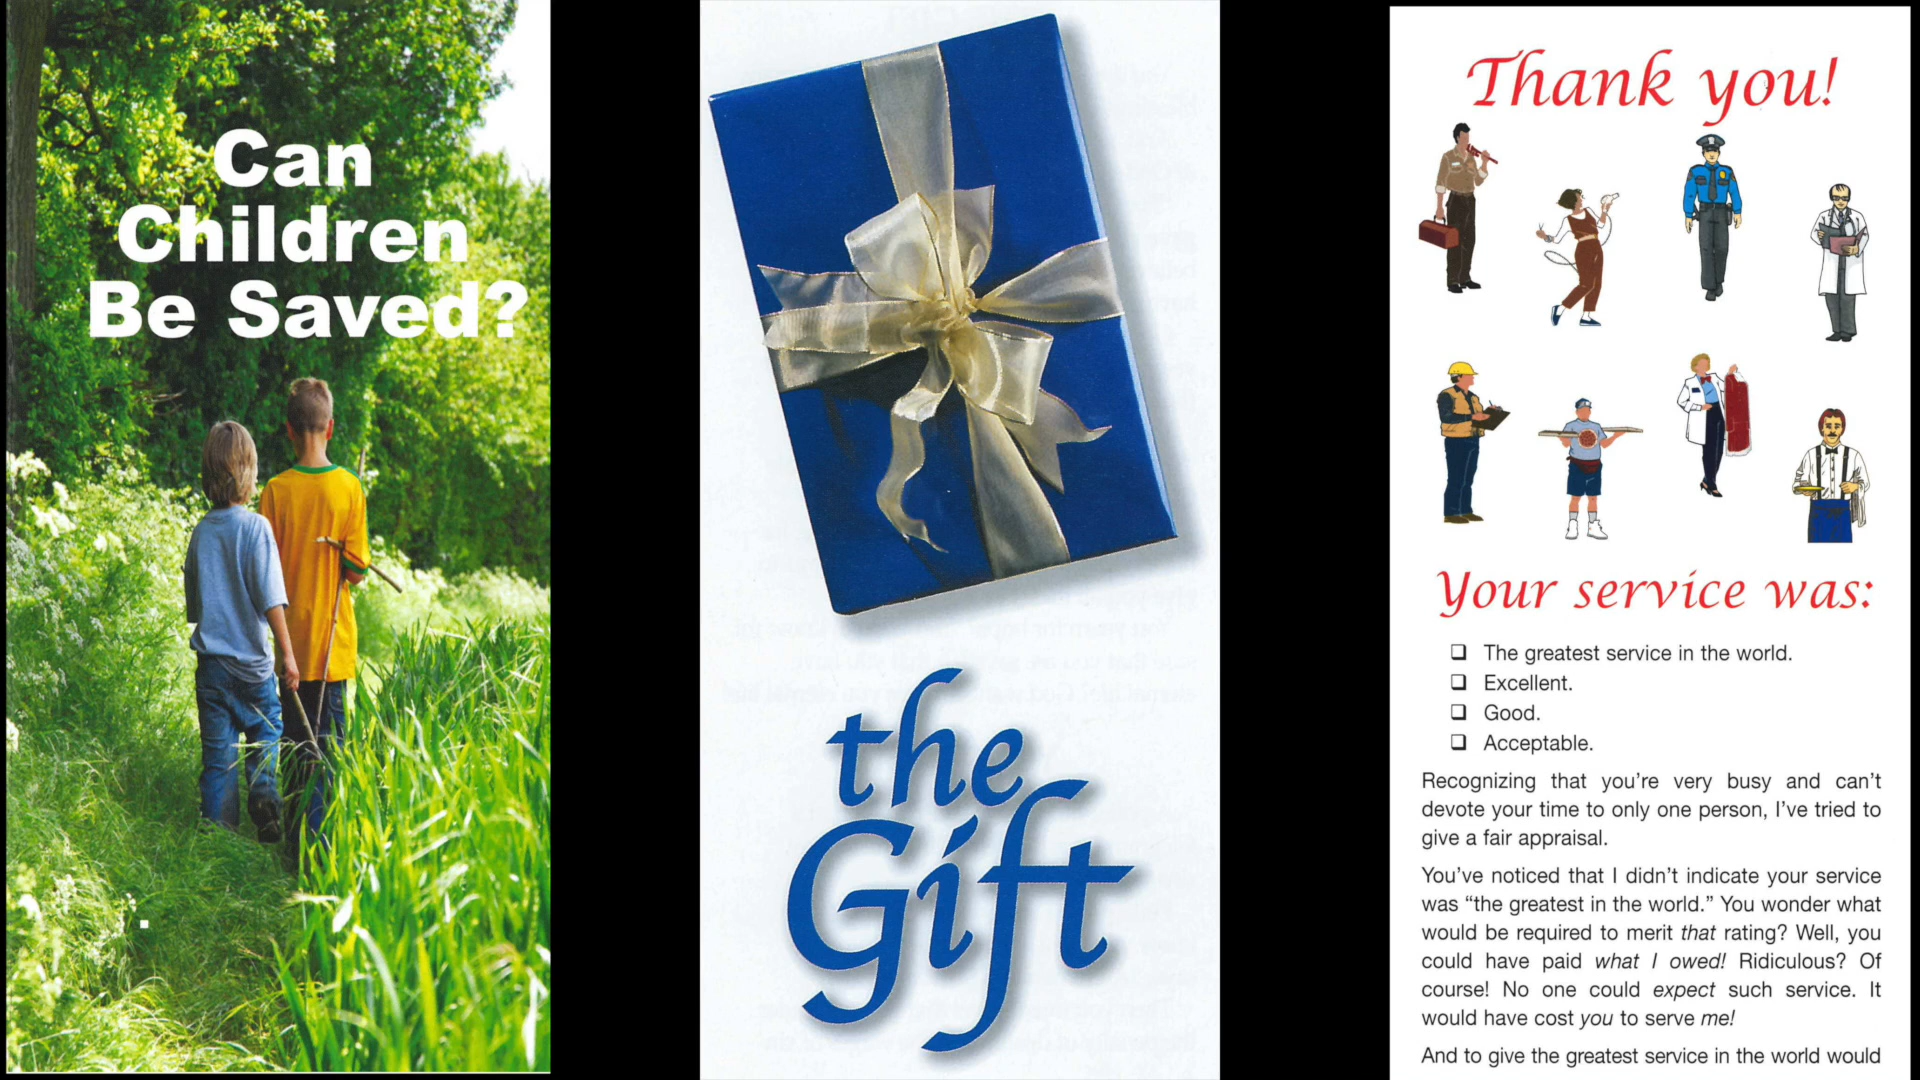 Can
Children
Be Saved?
the
Gift
Thank you!
Your service was:
❑ The greatest service in the world.
❑ Excellent.
❑ Good.
❑ Acceptable.
Recognizing that you're very busy and can't
devote your time to only one person, I've tried to
give a fair appraisal.
You've noticed that I didn't indicate your service
was “the greatest in the world.” You wonder what
would be required to merit that rating? Well, you
could have paid what I owed! Ridiculous? Of
course! No one could expect such service. It
would have cost you to serve me!
And to give the greatest service in the world would